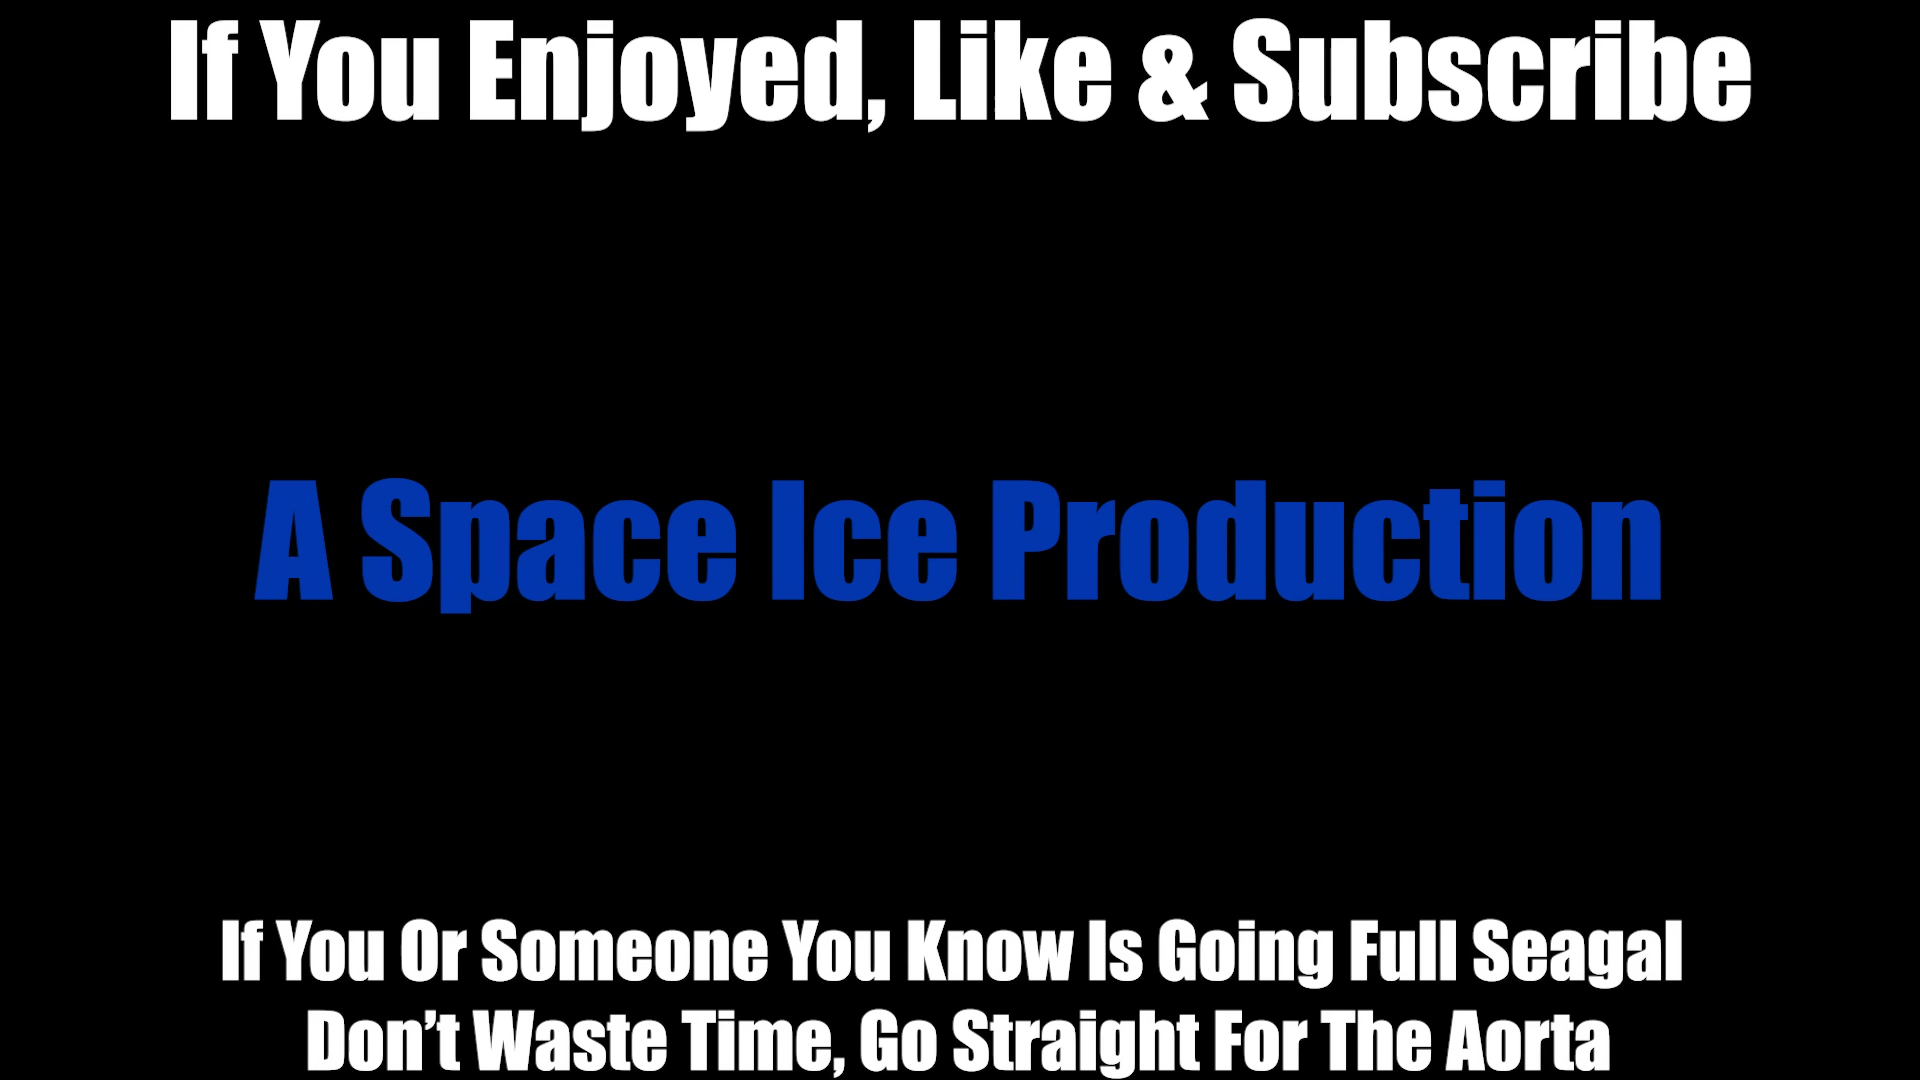 If You Enjoyed, Like & Subscribe
A Space Ice Production
If You Or Someone You Know Is Going Full Seagal
Don’t Waste Time, Go Straight For The Aorta